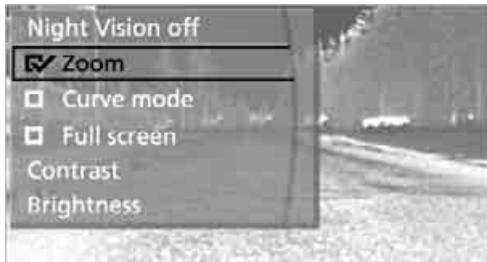 Night Vision off
Zoom
Curve mode
Full screen
Contrast
Brightness